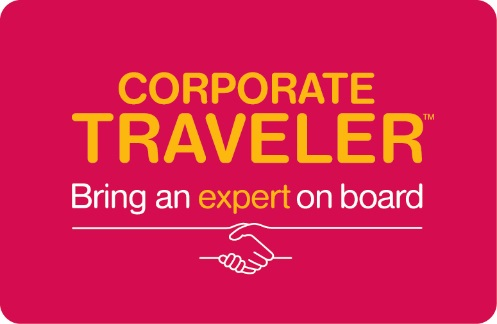 CORPORATE
TRAVELER™
Bring an expert on board